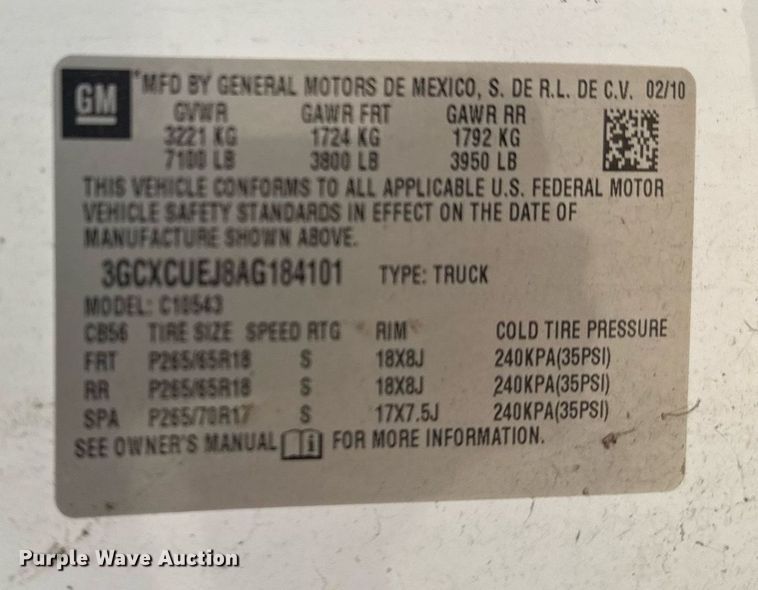 GM
*MFD BY GENERAL MOTORS DE MEXICO, S. DE R.L. DE C.V. 02/10
GVWR GAWR FRT GAWR RR
3221 KG 1724 KG 1792 KG
7100 LB 3800 LB 3950 LB
THIS VEHICLE CONFORMS TO ALL APPLICABLE U.S. FEDERAL MOTOR
VEHICLE SAFETY STANDARDS IN EFFECT ON THE DATE OF
MANUFACTURE SHOWN ABOVE.
3GCXCUEJ8AG184101 TYPE: TRUCK
MODEL: C10543
CB56 TIRE SIZE SPEED RTG RIM COLD TIRE PRESSURE
FRT P265/65R18 S 18X8J 240KPA(35PSI)
RR P265/65R18 S 18X8J 240KPA(35PSI)
SPA P265/70R17 S 17X7.5J 240KPA(35PSI)
SEE OWNER'S MANUAL FOR MORE INFORMATION.
Purple Wave Auction